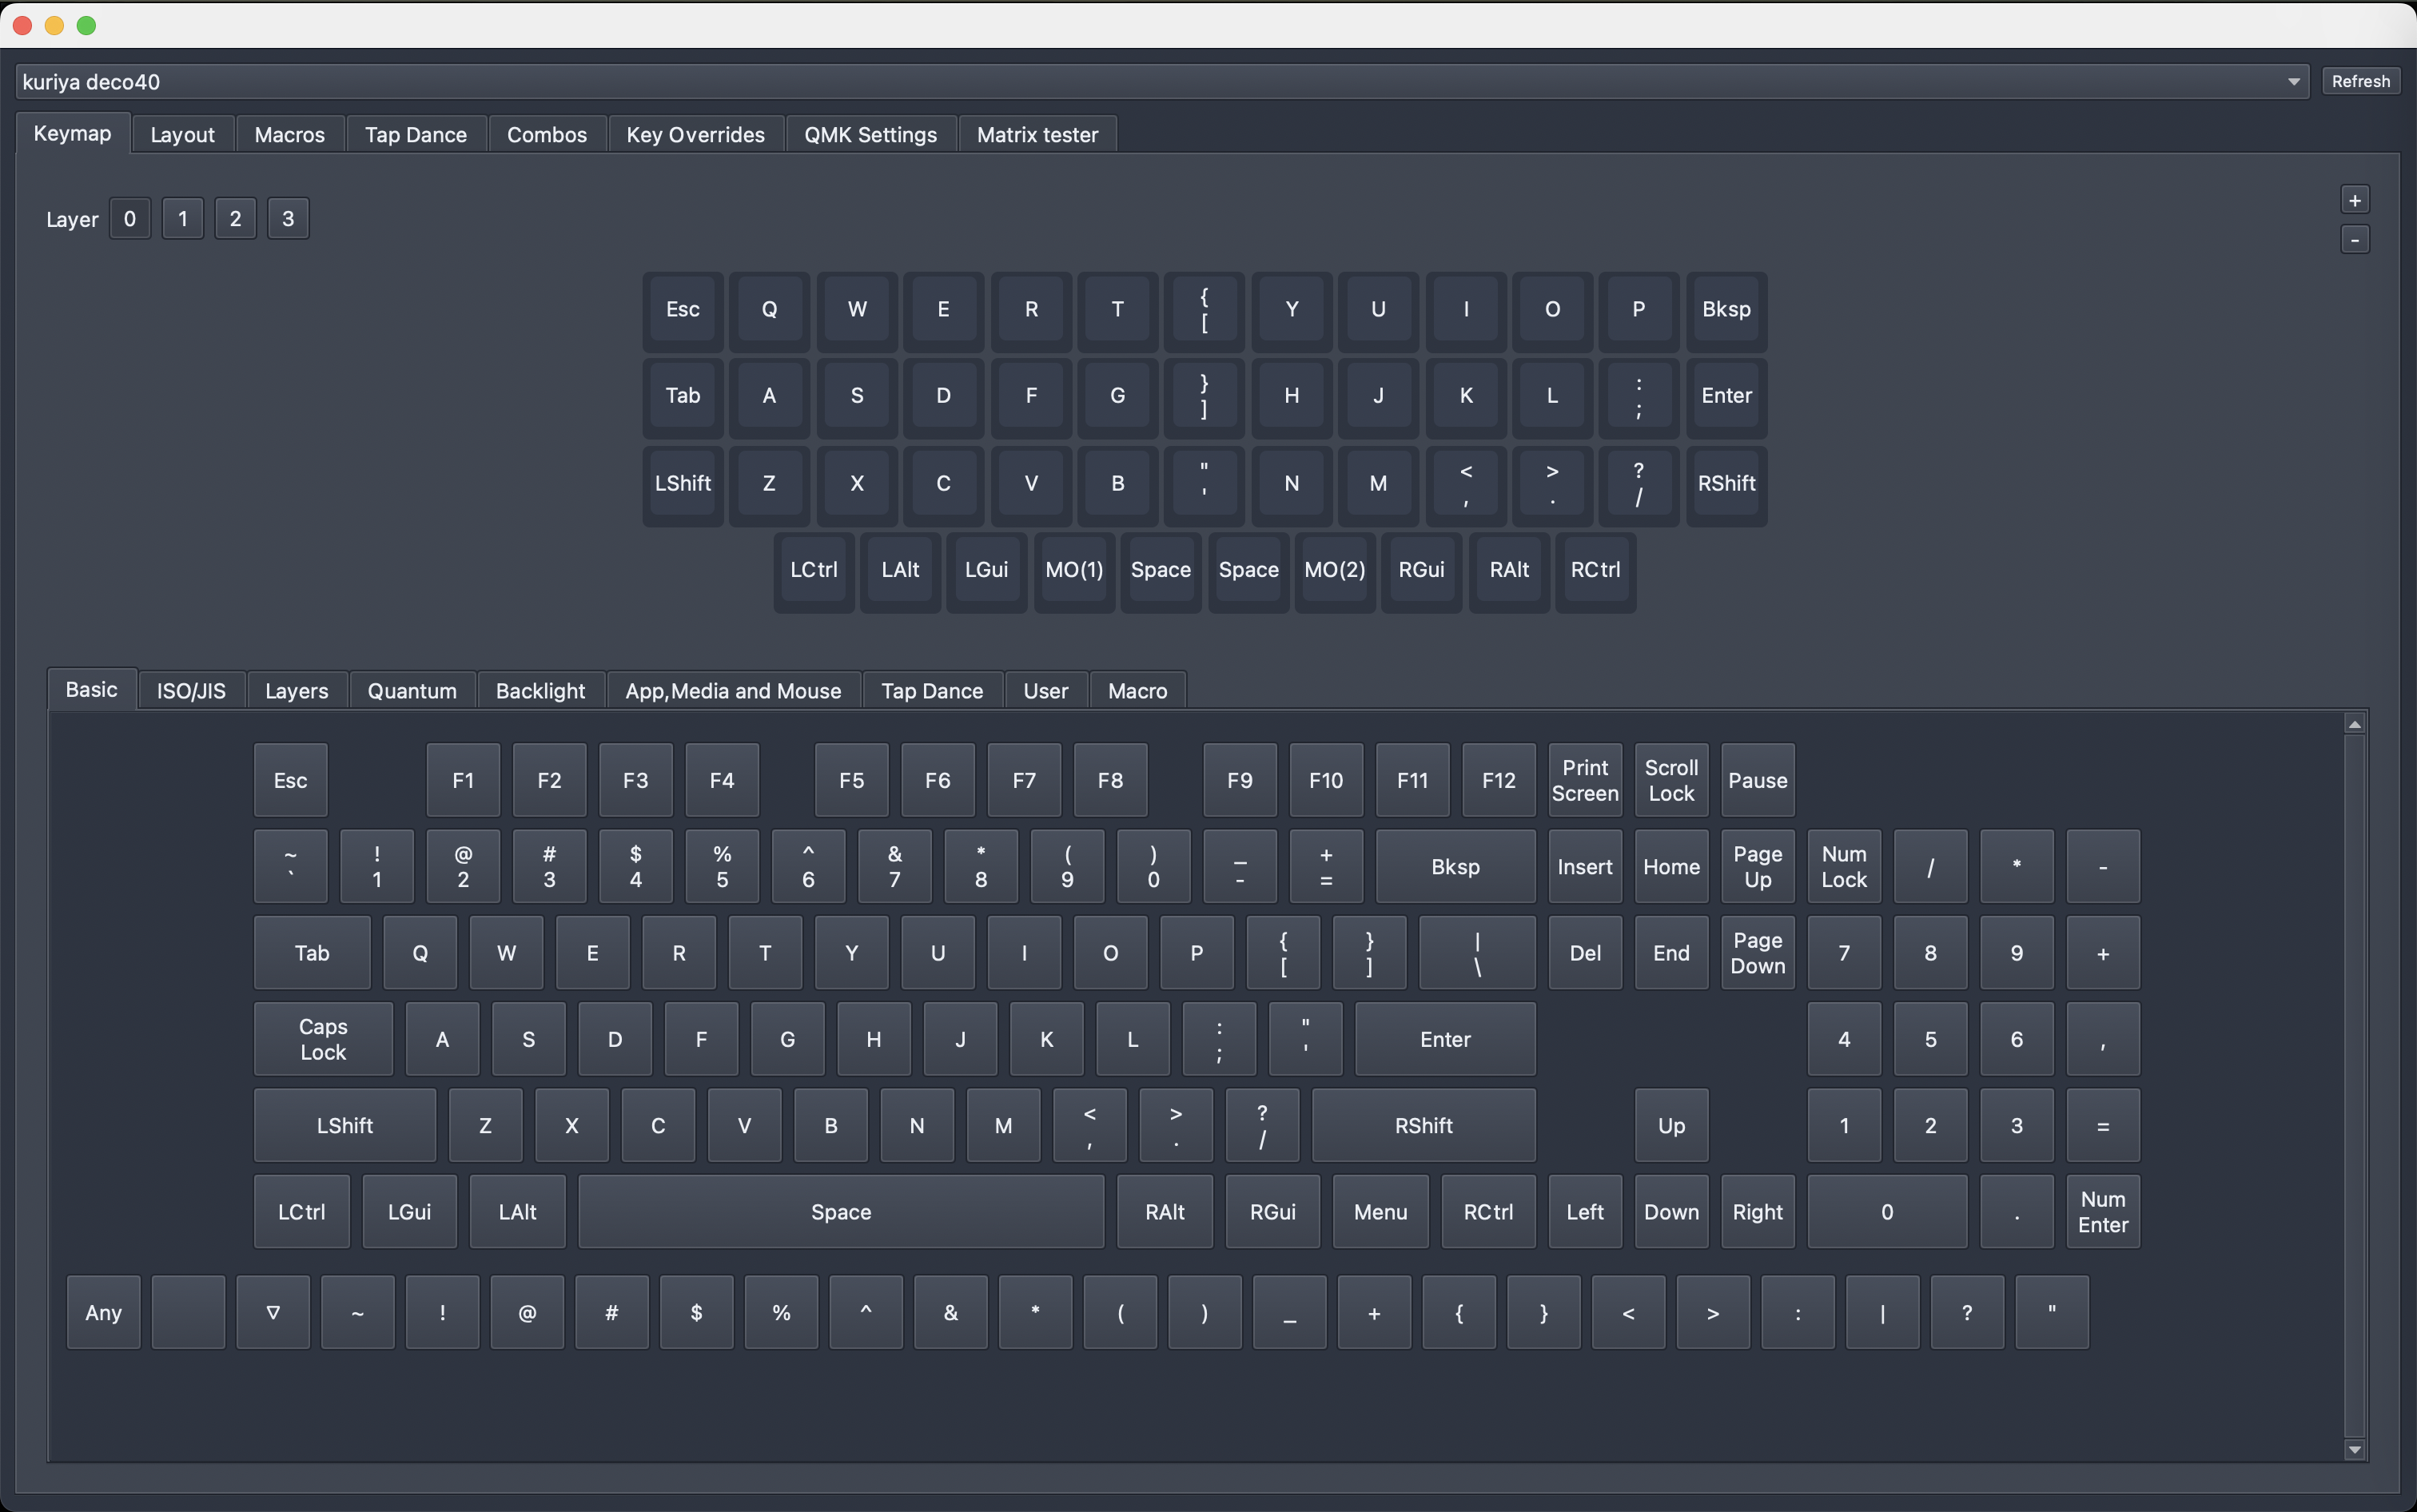 kuriya deco40 Refresh
Keymap Layout Macros Tap Dance Combos Key Overrides QMK Settings Matrix tester
+
Layer 0 1 2 3
-
Esc Q W E R T { [ Y U I O P Bksp
Tab A S D F G } ] H J K L : ; Enter
LShift Z X C V B " ' N M < , > . ? / RShift
LCtrl LAlt LGui MO(1) Space Space MO(2) RGui RAlt RCtrl
Basic ISO/JIS Layers Quantum Backlight App,Media and Mouse Tap Dance User Macro
Esc F1 F2 F3 F4 F5 F6 F7 F8 F9 F10 F11 F12 Print Screen Scroll Lock Pause
~ ` ! 1 @ 2 # 3 $ 4 % 5 ^ 6 & 7 * 8 ( 9 ) 0 _ - + = Bksp Insert Home Page Up Num Lock / * -
Tab Q W E R T Y U I O P { [ } ] | \ Del End Page Down 7 8 9 +
Caps Lock A S D F G H J K L : ; " ' Enter 4 5 6 ,
LShift Z X C V B N M < , > . ? / RShift Up 1 2 3 =
LCtrl LGui LAlt Space RAlt RGui Menu RCtrl Left Down Right 0 . Num Enter
Any ▽ ~ ! @ # $ % ^ & * ( ) _ + { } < > : | ? "